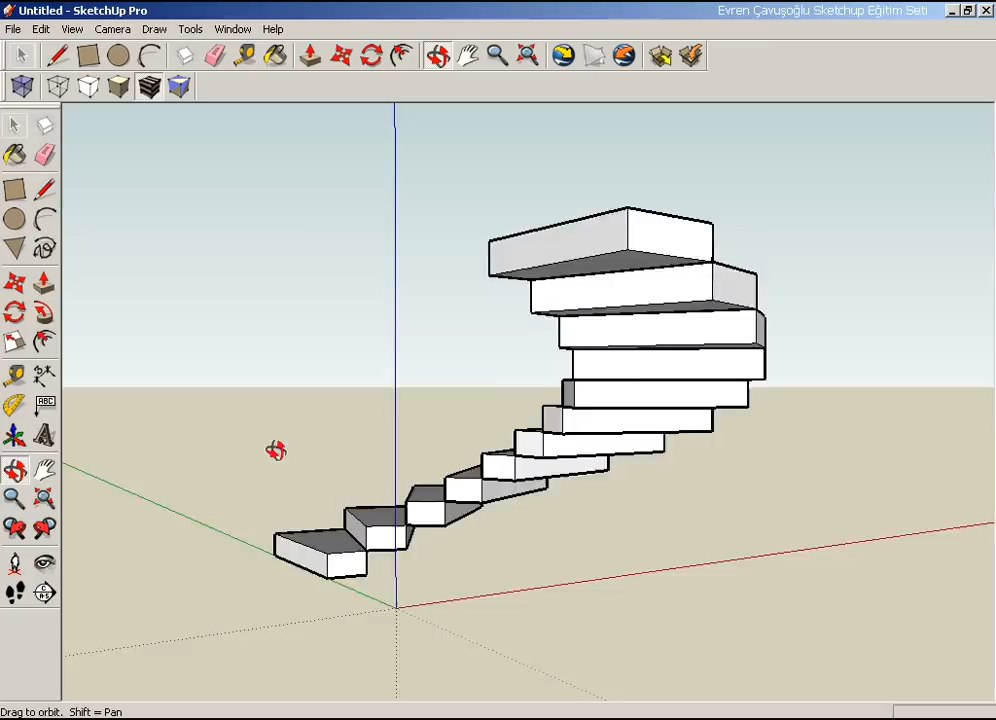 Untitled - SketchUp Pro
Evren Çavuşoğlu Sketchup Eğitim Seti
File Edit View Camera Draw Tools Window Help
ABC
Drag to orbit. Shift = Pan